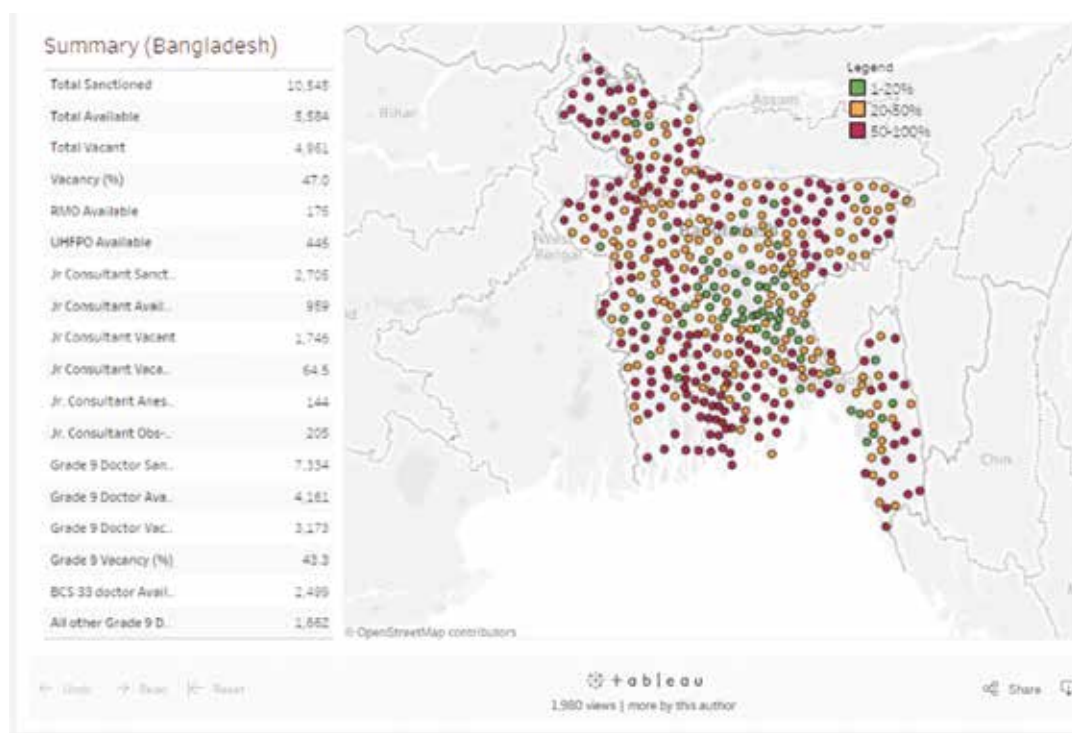 Summary (Bangladesh)
Total Sanctioned 10,545
Total Available 5,584
Total Vacant 4,961
Vacancy (%) 47.0
RMO Available 175
UHFPO Available 445
Jr Consultant Sanct.. 2,705
Jr Consultant Avail.. 959
Jr Consultant Vacant 1,746
Jr Consultant Vaca.. 64.5
Jr. Consultant Anes.. 144
Jr. Consultant Obs-.. 205
Grade 9 Doctor San.. 7,334
Grade 9 Doctor Ava.. 4,161
Grade 9 Doctor Vac.. 3,173
Grade 9 Vacancy (%) 43.3
BCS 33 doctor Avail.. 2,499
All other Grade 9 D.. 1,662
Legend
1-20%
20-50%
50-100%
Bihar
Assam
West
Bengal
Chin
© OpenStreetMap contributors
← Undo
Reset
+ableau
Share
1,980 views | more by this author